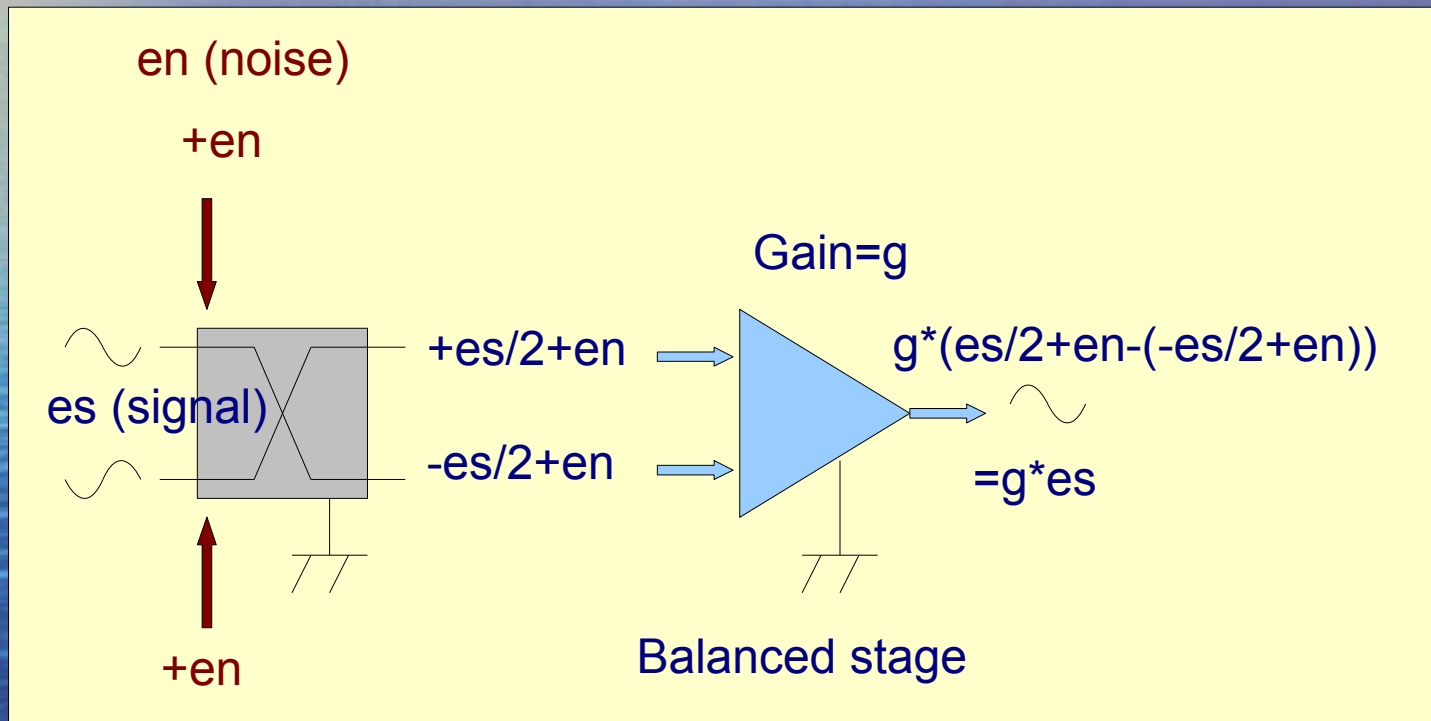 en (noise)
+en
Gain=g
+es/2+en
g*(es/2+en-(-es/2+en))
es (signal)
-es/2+en
=g*es
+en
Balanced stage